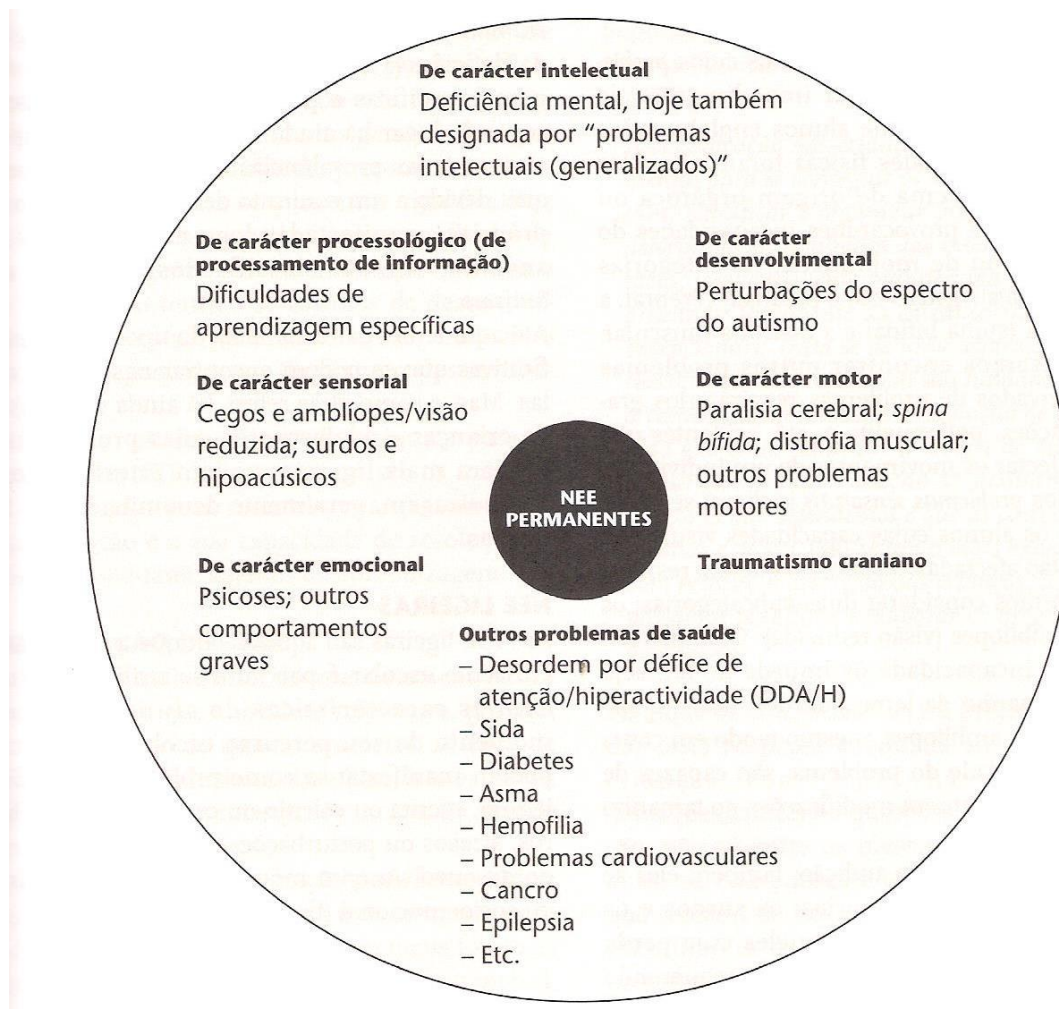 De carácter intelectual
Deficiência mental, hoje também
designada por “problemas
intelectuais (generalizados)”
De carácter processológico (de
processamento de informação)
Dificuldades de
aprendizagem específicas
De carácter sensorial
Cegos e amblíopes/visão
reduzida; surdos e
hipoacúsicos
De carácter emocional
Psicoses; outros
comportamentos
graves
NEE
PERMANENTES
De carácter
desenvolvimental
Perturbações do espectro
do autismo
De carácter motor
Paralisia cerebral; spina
bífida; distrofia muscular;
outros problemas
motores
Traumatismo craniano
Outros problemas de saúde
– Desordem por défice de
atenção/hiperactividade (DDA/H)
– Sida
– Diabetes
– Asma
– Hemofilia
– Problemas cardiovasculares
– Cancro
– Epilepsia
– Etc.